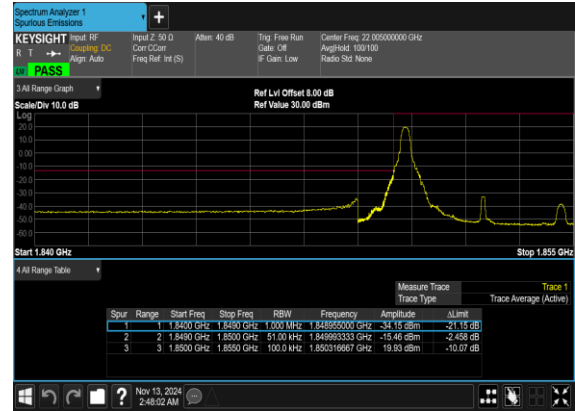 Spectrum Analyzer 1
Spurious Emissions
KEYSIGHT
R T
PASS
Input: RF
Coupling: DC
Align: Auto
Input Z: 50 Ω
Corr CCorr
Freq Ref: Int (S)
Atten: 40 dB
Trig: Free Run
Gate: Off
IF Gain: Low
Center Freq: 22.005000000 GHz
Avg|Hold: 100/100
Radio Std: None
3 All Range Graph
Scale/Div 10.0 dB
Ref Lvl Offset 8.00 dB
Ref Value 30.00 dBm
Log
20.0
10.0
0.00
-10.0
-20.0
-30.0
-40.0
-50.0
-60.0
Start 1.840 GHz
Stop 1.855 GHz
4 All Range Table
Measure Trace Trace 1
Trace Type Trace Average (Active)
Spur Range Start Freq Stop Freq RBW Frequency Amplitude ΔLimit
1 1 1.8400 GHz 1.8490 GHz 1.000 MHz 1.848955000 GHz -34.15 dBm -21.15 dB
2 2 1.8490 GHz 1.8500 GHz 51.00 kHz 1.849993333 GHz -15.46 dBm -2.458 dB
3 3 1.8500 GHz 1.8550 GHz 100.0 kHz 1.850316667 GHz 19.93 dBm -10.07 dB
?
Nov 13, 2024
2:48:02 AM